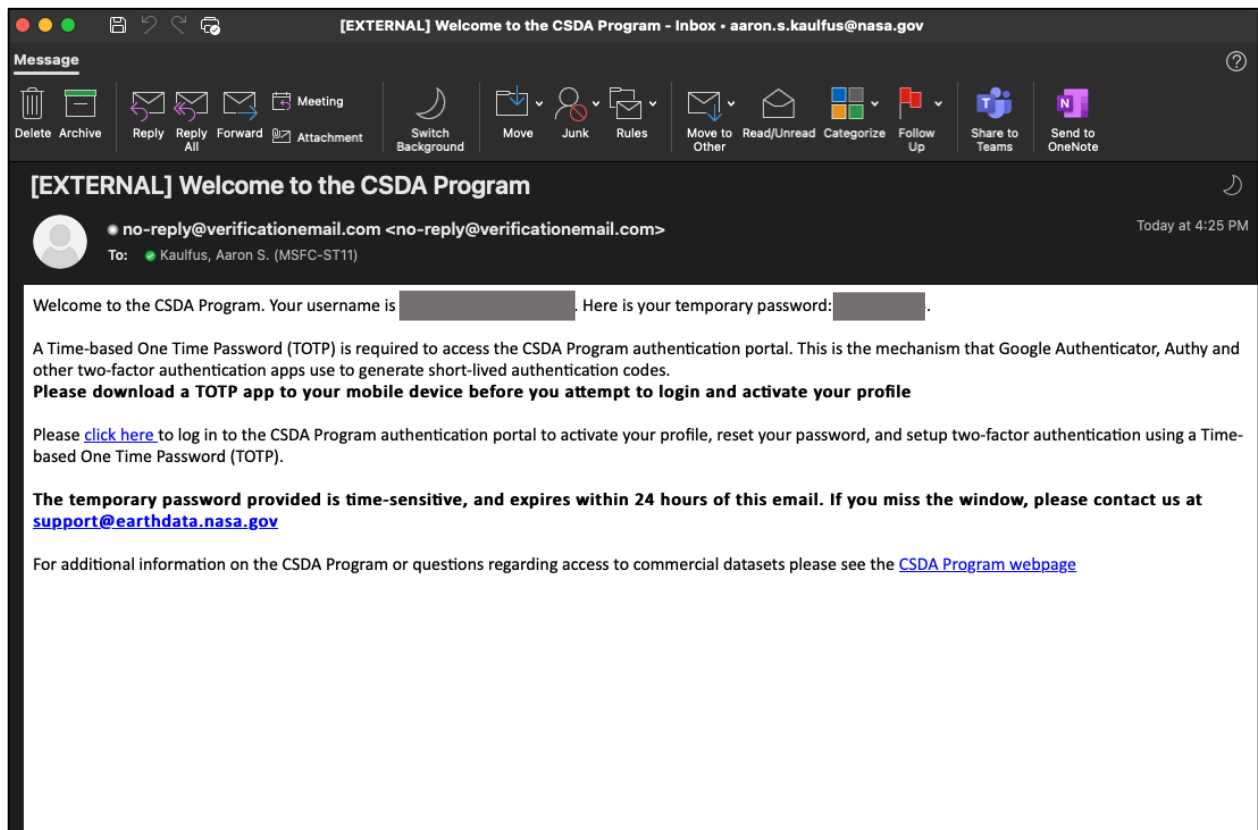 [EXTERNAL] Welcome to the CSDA Program - Inbox • aaron.s.kaulfus@nasa.gov
Message
Delete Archive Reply Reply All Forward Meeting Attachment Switch Background Move Junk Rules Move to Other Read/Unread Categorize Follow Up Share to Teams Send to OneNote
[EXTERNAL] Welcome to the CSDA Program
no-reply@verificationemail.com <no-reply@verificationemail.com>
Today at 4:25 PM
To: Kaulfus, Aaron S. (MSFC-ST11)
Welcome to the CSDA Program. Your username is . Here is your temporary password: .
A Time-based One Time Password (TOTP) is required to access the CSDA Program authentication portal. This is the mechanism that Google Authenticator, Authy and
other two-factor authentication apps use to generate short-lived authentication codes.
Please download a TOTP app to your mobile device before you attempt to login and activate your profile
Please click here to log in to the CSDA Program authentication portal to activate your profile, reset your password, and setup two-factor authentication using a Time-
based One Time Password (TOTP).
The temporary password provided is time-sensitive, and expires within 24 hours of this email. If you miss the window, please contact us at
support@earthdata.nasa.gov
For additional information on the CSDA Program or questions regarding access to commercial datasets please see the CSDA Program webpage